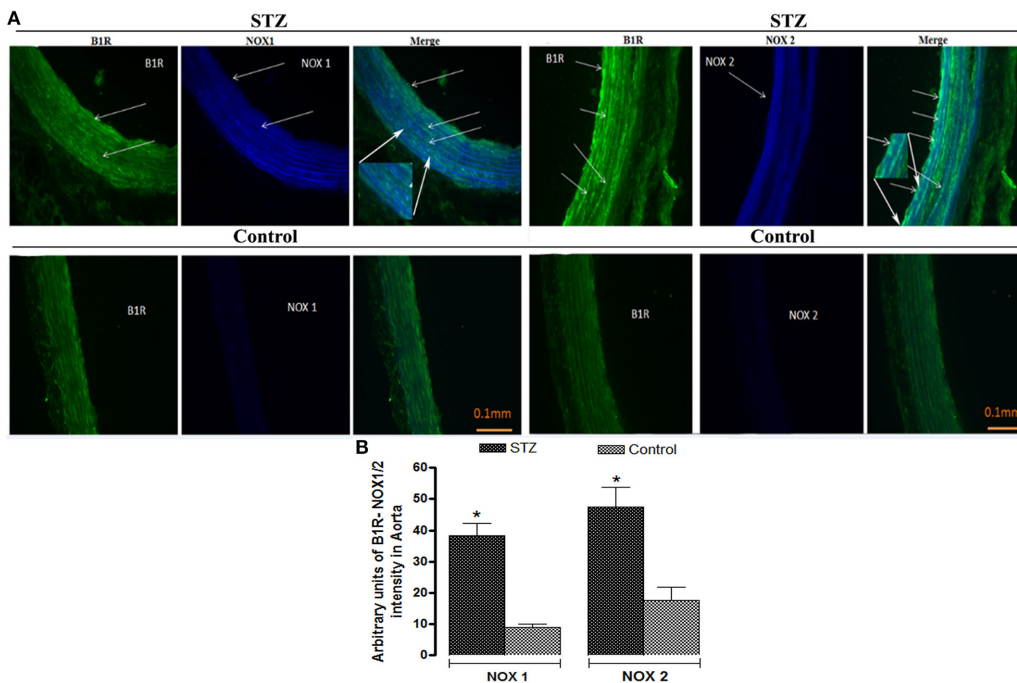 A
STZ
STZ
B1R
NOX1
Merge
B1R
NOX 2
Merge
B1R
NOX 1
B1R
NOX 2
Control
Control
B1R
NOX 1
0.1mm
B1R
NOX 2
0.1mm
B
STZ
Control
Arbitrary units of B1R- NOX1/2
intensity in Aorta
60
50
40
30
20
10
0
*
*
NOX 1
NOX 2